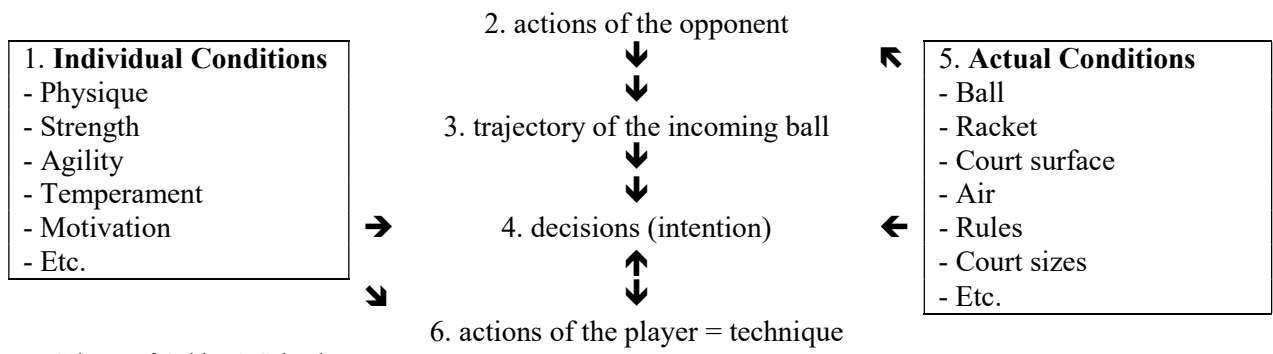 2. actions of the opponent
1. Individual Conditions
- Physique
- Strength
- Agility
- Temperament
- Motivation
- Etc.
3. trajectory of the incoming ball
4. decisions (intention)
5. Actual Conditions
- Ball
- Racket
- Court surface
- Air
- Rules
- Court sizes
- Etc.
6. actions of the player = technique